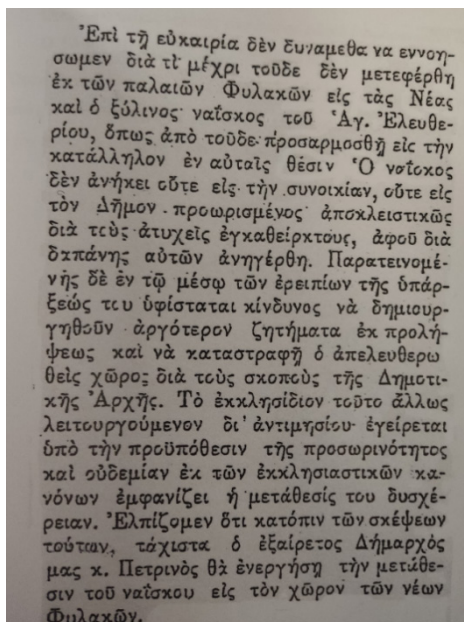 Ἐπὶ τῇ εὐκαιρίᾳ δὲν δυναμεθα να εννοη-
σωμεν διὰ τὶ μέχρι τοῦδε δὲν μετεφέρθη
ἐκ τῶν παλαιῶν Φυλακῶν εἰς τὰς Νέας
καὶ ὁ ξύλινος ναΐσκος τοῦ Ἁγ. Ἐλευθε-
ρίου, ὅπως ἀπὸ τοῦδε προσαρμοσθῇ εἰς τὴν
κατάλληλον ἐν αὐταῖς θέσιν Ὁ ναΐσκος
δὲν ἀνήκει οὔτε εἰς τὴν συνοικίαν, οὔτε εἰς
τὸν Δῆμον προωρισμένος ἀποκλειστικῶς
διὰ τοὺς ἀτυχεῖς ἐγκαθείρκτους, ἀφοῦ διὰ
δαπάνης αὐτῶν ἀνηγέρθη. Παρατεινομέ-
νης δὲ ἐν τῷ μέσῳ τῶν ἐρειπίων τῆς ὑπάρ-
ξεώς του ὑφίσταται κίνδυνος νὰ δημιουρ-
γηθοῦν ἀργότερον ζητήματα ἐκ προλή-
ψεως καὶ νὰ καταστραφῇ ὁ ἀπελευθερω
θεὶς χῶρος διὰ τοὺς σκοποὺς τῆς Δημοτι-
κῆς Ἀρχῆς. Τὸ ἐκκλησίδιον τοῦτο ἄλλως
λειτουργούμενον δι' ἀντιμησίου ἐγείρεται
ὑπὸ τὴν προϋπόθεσιν τῆς προσωρινότητος
καὶ οὐδεμίαν ἐκ τῶν ἐκκλησιαστικῶν κα-
νόνων ἐμφανίζει ἡ μετάθεσίς του δυσχέ-
ρειαν. Ἐλπίζομεν ὅτι κατόπιν τῶν σκέψεων
τούτων, τάχιστα ὁ ἐξαίρετος Δήμαρχὸς
μας κ. Πετρινὸς θὰ ἐνεργήσῃ τὴν μετάθε-
σιν τοῦ ναΐσκου εἰς τὸν χῶρον τῶν νέων
Φυλακῶν.